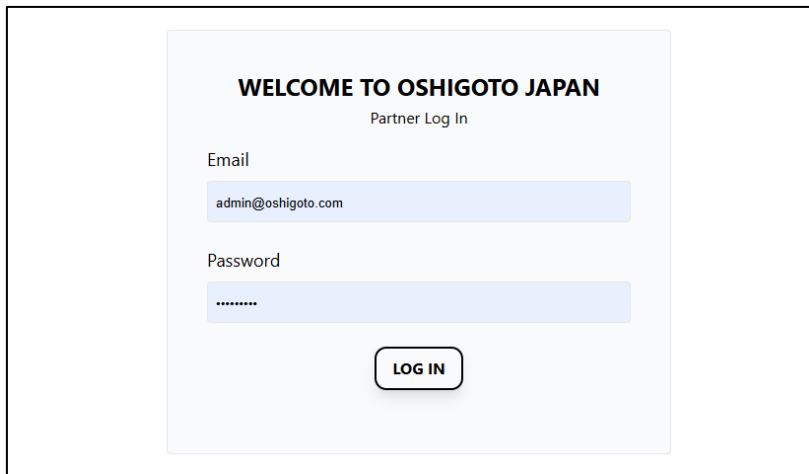 WELCOME TO OSHIGOTO JAPAN
Partner Log In
Email
admin@oshigoto.com
Password
•••••••••
LOG IN